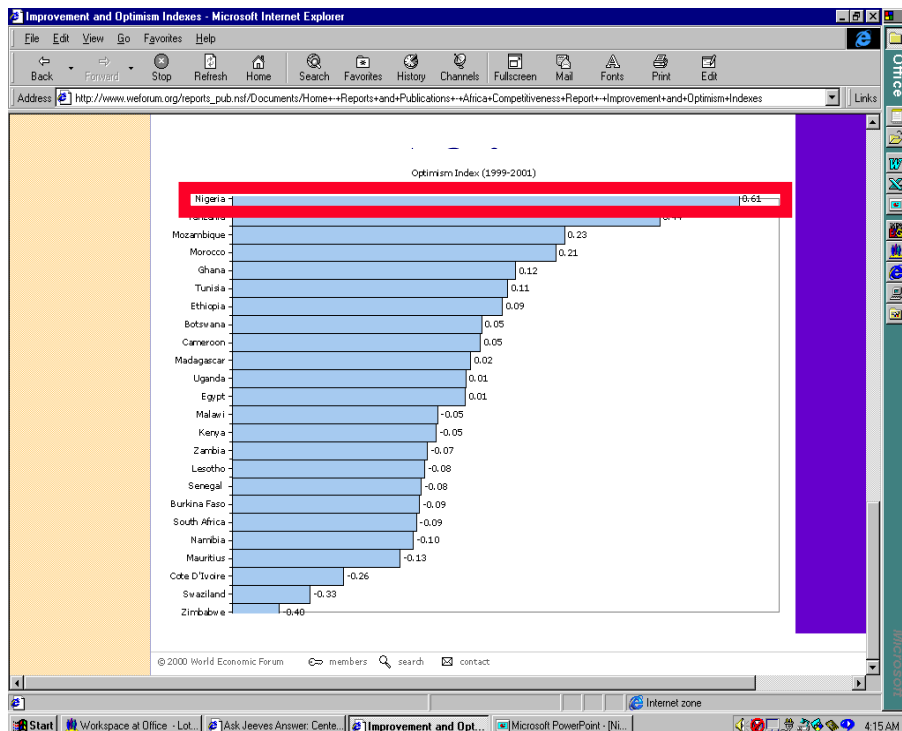 Improvement and Optimism Indexes - Microsoft Internet Explorer
File Edit View Go Favorites Help
Back Forward Stop Refresh Home Search Favorites History Channels Fullscreen Mail Fonts Print Edit
Address http://www.weforum.org/reports_pub.nsf/Documents/Home+-+Reports+and+Publications+-+Africa+Competitiveness+Report+-+Improvement+and+Optimism+Indexes Links
Office
Optimism Index (1999-2001)
Nigeria 0.61
Tanzania 0.44
Mozambique 0.23
Morocco 0.21
Ghana 0.12
Tunisia 0.11
Ethiopia 0.09
Botswana 0.05
Cameroon 0.05
Madagascar 0.02
Uganda 0.01
Egypt 0.01
Malawi -0.05
Kenya -0.05
Zambia -0.07
Lesotho -0.08
Senegal -0.08
Burkina Faso -0.09
South Africa -0.09
Namibia -0.10
Mauritius -0.13
Cote D'Ivoire -0.26
Swaziland -0.33
Zimbabwe -0.40
© 2000 World Economic Forum members search contact
Microsoft
Internet zone
Start Workspace at Office - Lot... Ask Jeeves Answer: Cente... Improvement and Opt... Microsoft PowerPoint - [Ni... 4:15 AM